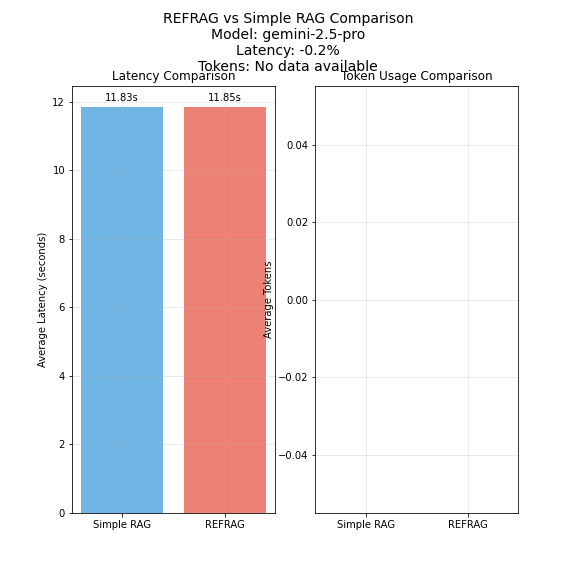 REFRAG vs Simple RAG Comparison
Model: gemini-2.5-pro
Latency: -0.2%
Tokens: No data available
Latency Comparison
12
10
8
6
4
2
0
Average Latency (seconds)
11.83s
11.85s
Simple RAG
REFRAG
Token Usage Comparison
0.04
0.02
0.00
−0.02
−0.04
Average Tokens
Simple RAG
REFRAG